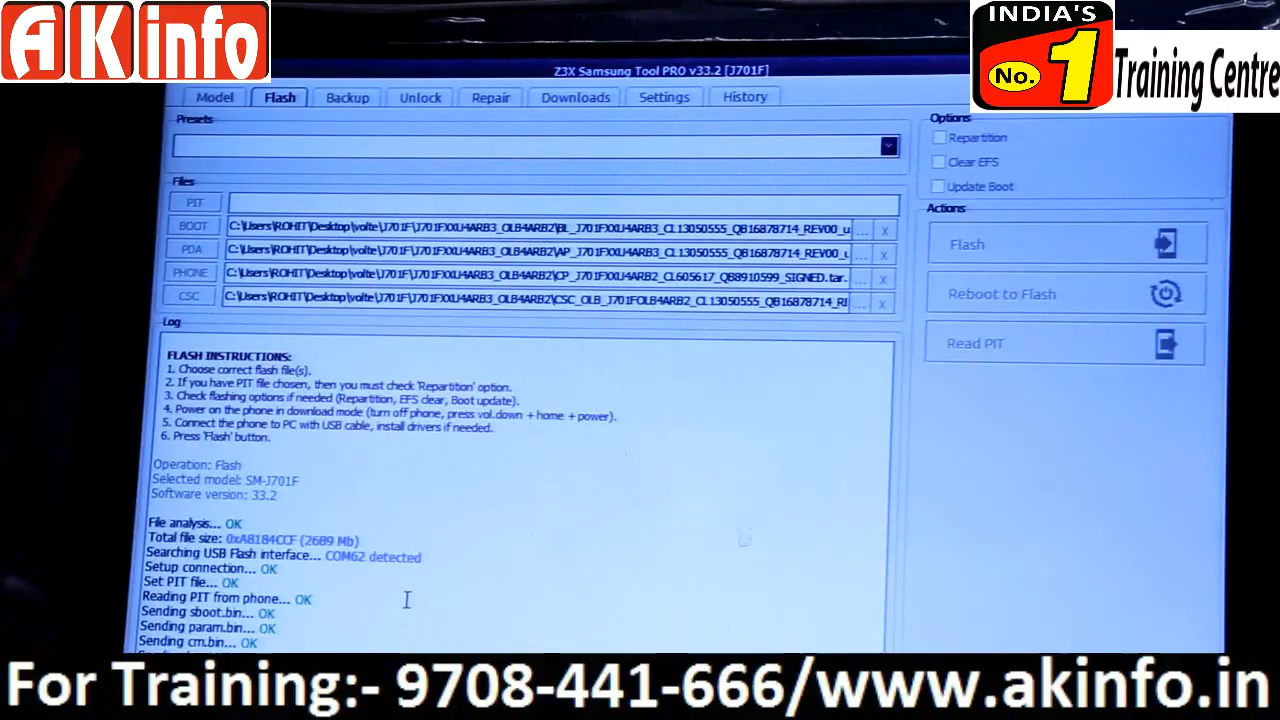 AK info
INDIA'S
No. 1
Training Centre
Z3X Samsung Tool PRO v33.2 [J701F]
Model Flash Backup Unlock Repair Downloads Settings History
Presets
Files
PIT
BOOT C:\Users\ROHIT\Desktop\volte\J701F\J701FXXU4ARB3_OLB4ARB2\BL_J701FXXU4ARB3_CL13050555_QB16878714_REV00_u ... x
PDA C:\Users\ROHIT\Desktop\volte\J701F\J701FXXU4ARB3_OLB4ARB2\AP_J701FXXU4ARB3_CL13050555_QB16878714_REV00_u ... x
PHONE C:\Users\ROHIT\Desktop\volte\J701F\J701FXXU4ARB3_OLB4ARB2\CP_J701FXXU4ARB2_CL605617_QB8910599_SIGNED.tar. ... x
CSC C:\Users\ROHIT\Desktop\volte\J701F\J701FXXU4ARB3_OLB4ARB2\CSC_OLB_J701FOLB4ARB2_CL13050555_QB16878714_RE ... x
Options
Repartition
Clear EFS
Update Boot
Actions
Flash
Reboot to Flash
Read PIT
Log
FLASH INSTRUCTIONS:
1. Choose correct flash file(s).
2. If you have PIT file chosen, then you must check 'Repartition' option.
3. Check flashing options if needed (Repartition, EFS clear, Boot update).
4. Power on the phone in download mode (turn off phone, press vol.down + home + power).
5. Connect the phone to PC with USB cable, install drivers if needed.
6. Press 'Flash' button.
Operation: Flash
Selected model: SM-J701F
Software version: 33.2
File analysis... OK
Total file size: 0xA8184CCF (2689 Mb)
Searching USB Flash interface... COM62 detected
Setup connection... OK
Set PIT file... OK
Reading PIT from phone... OK
Sending sboot.bin... OK
Sending param.bin... OK
Sending cm.bin... OK
For Training:- 9708-441-666/www.akinfo.in